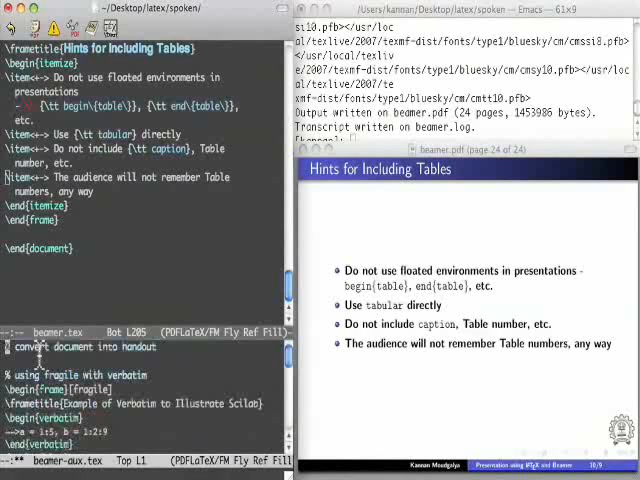 ~/Desktop/latex/spoken/
\frametitle{Hints for Including Tables}
\begin{itemize}
\item<+-> Do not use floated environments in
presentations
- {\tt begin\{table\}}, {\tt end\{table\}},
etc.
\item<+-> Use {\tt tabular} directly
\item<+-> Do not include {\tt caption}, Table
number, etc.
\item<+-> The audience will not remember Table
numbers, any way
\end{itemize}
\end{frame}
\end{document}
--:-- beamer.tex Bot L205 (PDFLaTeX/FM Fly Ref Fill)
% convert document into handout
% using fragile with verbatim
\begin{frame}[fragile]
\frametitle{Example of Verbatim to Illustrate Scilab}
\begin{verbatim}
-->a = 1:5, b = 1:2:9
\end{verbatim}
--:** beamer-aux.tex Top L1 (PDFLaTeX/FM Fly Ref Fill)
kannan@/Desktop/latex/spoken/ — Emacs — 61×9
si10.pfb></usr/loc
al/texlive/2007/texmf-dist/fonts/type1/bluesky/cm/cmssi8.pfb>
</usr/local/texliv
e/2007/texmf-dist/fonts/type1/bluesky/cm/cmsy10.pfb></usr/loc
al/texlive/2007/te
xmf-dist/fonts/type1/bluesky/cm/cmtt10.pfb>
Output written on beamer.pdf (24 pages, 1453986 bytes).
Transcript written on beamer.log.
beamer.pdf (page 24 of 24)
Hints for Including Tables
Do not use floated environments in presentations -
begin{table}, end{table}, etc.
Use tabular directly
Do not include caption, Table number, etc.
The audience will not remember Table numbers, any way
Kannan Moudgalya Presentation using LaTeX and Beamer 10/9